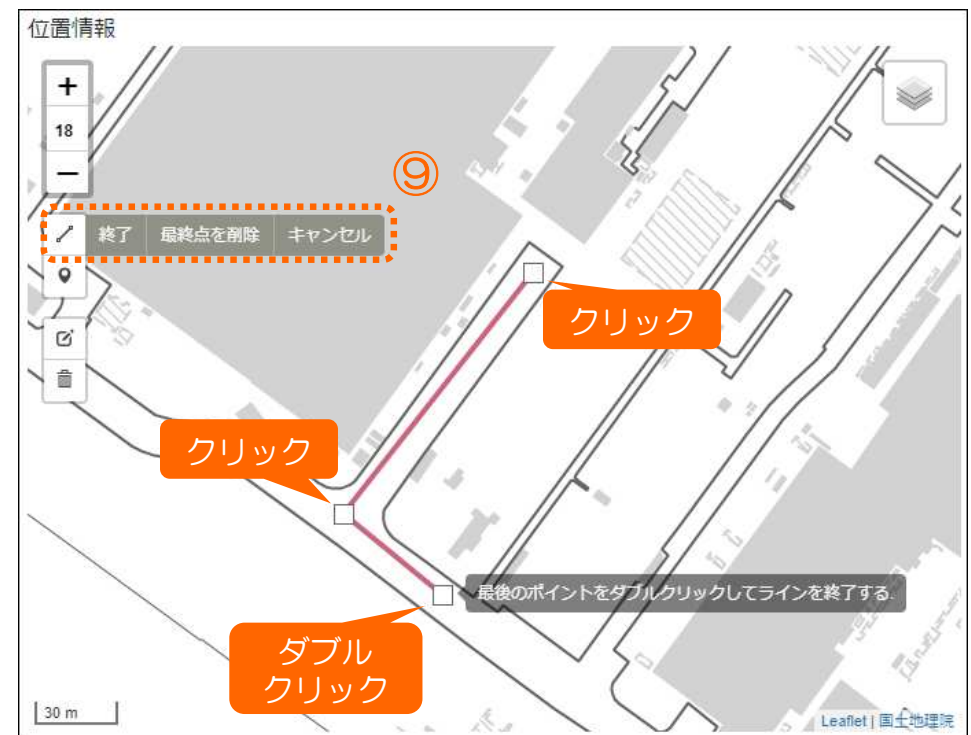 位置情報
+
18
−
⑨
終了 最終点を削除 キャンセル
クリック
クリック
最後のポイントをダブルクリックしてラインを終了する.
ダブル
クリック
30 m
Leaflet | 国土地理院